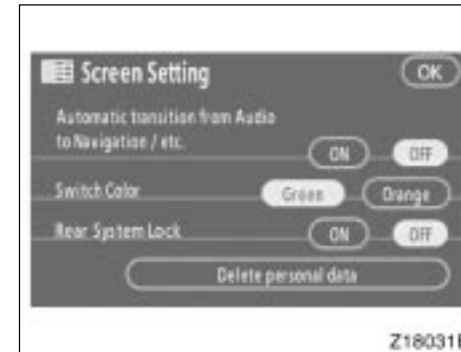 Screen Setting OK
Automatic transition from Audio
to Navigation / etc.
ON OFF
Switch Color Green Orange
Rear System Lock ON OFF
Delete personal data
Z18031